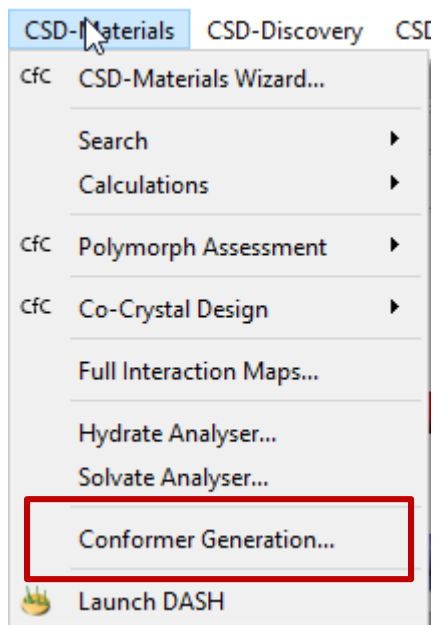 CSD-Materials CSD-Discovery CSD
CfC CSD-Materials Wizard...
Search
Calculations
CfC Polymorph Assessment
CfC Co-Crystal Design
Full Interaction Maps...
Hydrate Analyser...
Solvate Analyser...
Conformer Generation...
Launch DASH